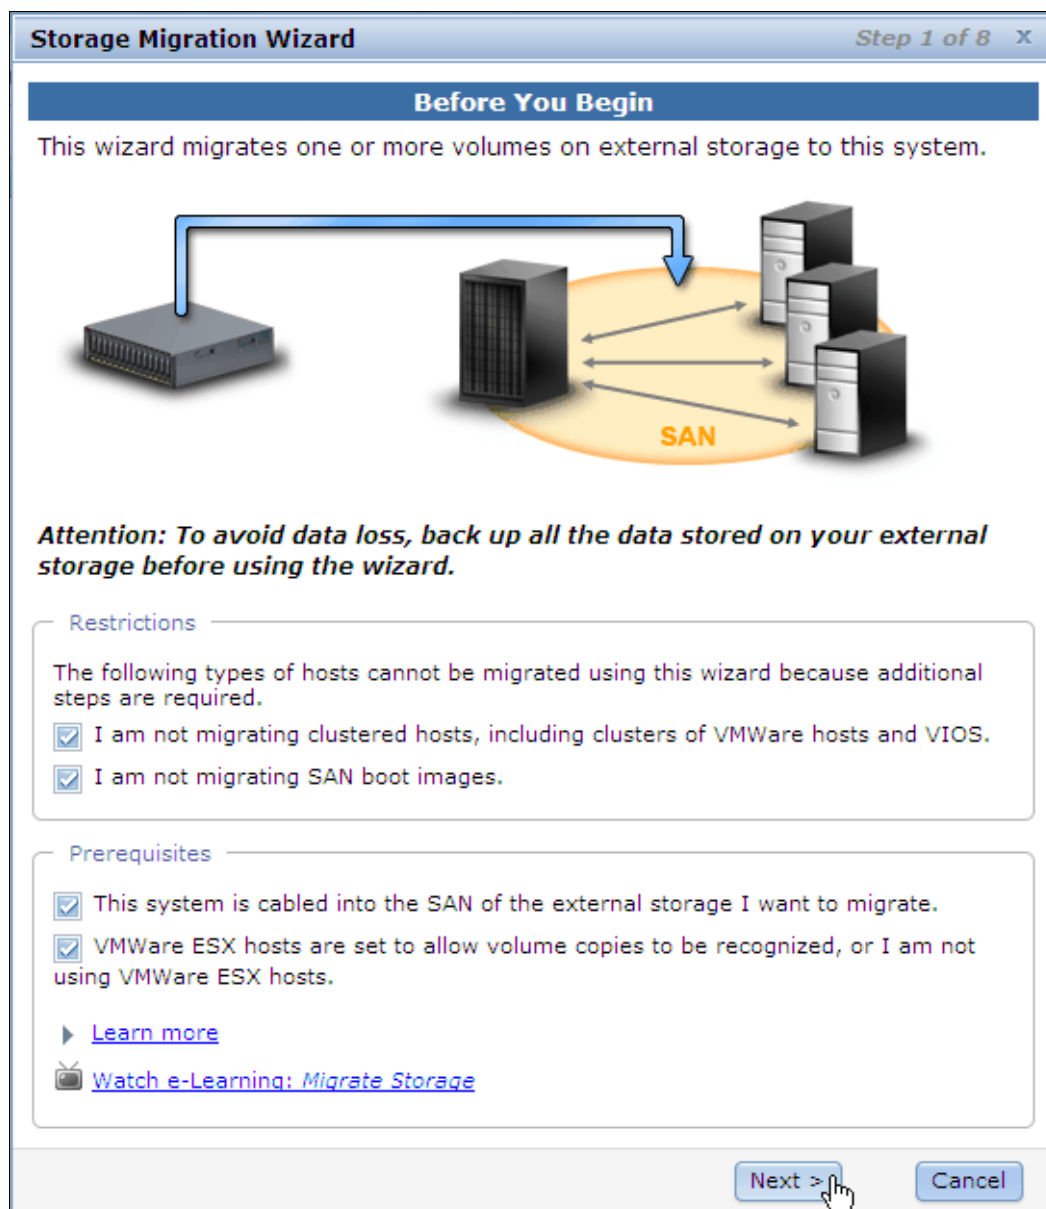 Storage Migration Wizard Step 1 of 8 x
Before You Begin
This wizard migrates one or more volumes on external storage to this system.
SAN
Attention: To avoid data loss, back up all the data stored on your external
storage before using the wizard.
Restrictions
The following types of hosts cannot be migrated using this wizard because additional
steps are required.
I am not migrating clustered hosts, including clusters of VMWare hosts and VIOS.
I am not migrating SAN boot images.
Prerequisites
This system is cabled into the SAN of the external storage I want to migrate.
VMWare ESX hosts are set to allow volume copies to be recognized, or I am not
using VMWare ESX hosts.
Learn more
Watch e-Learning: Migrate Storage
Next > Cancel